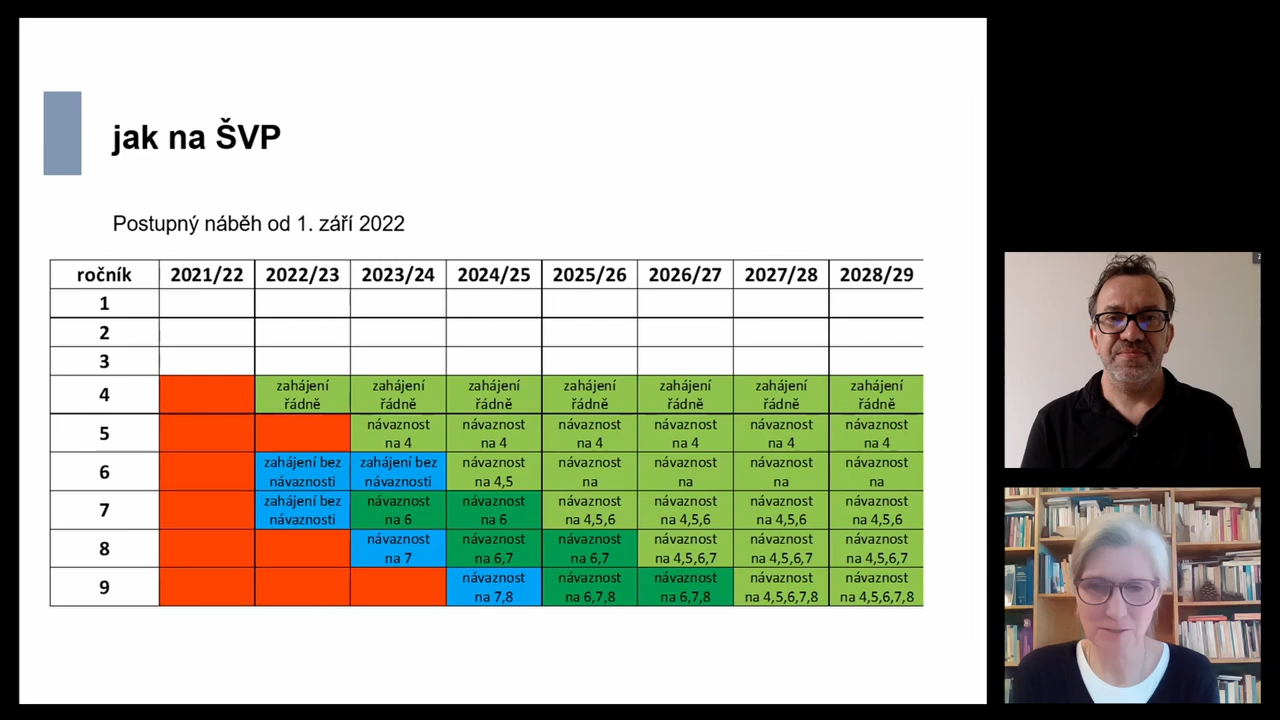 jak na ŠVP
Postupný náběh od 1. září 2022
ročník 2021/22 2022/23 2023/24 2024/25 2025/26 2026/27 2027/28 2028/29
1
2
3
4 zahájení řádně zahájení řádně zahájení řádně zahájení řádně zahájení řádně zahájení řádně zahájení řádně
5 návaznost na 4 návaznost na 4 návaznost na 4 návaznost na 4 návaznost na 4 návaznost na 4
6 zahájení bez návaznosti zahájení bez návaznosti návaznost na 4,5 návaznost na návaznost na návaznost na návaznost na
7 zahájení bez návaznosti návaznost na 6 návaznost na 6 návaznost na 4,5,6 návaznost na 4,5,6 návaznost na 4,5,6 návaznost na 4,5,6
8 návaznost na 7 návaznost na 6,7 návaznost na 6,7 návaznost na 4,5,6,7 návaznost na 4,5,6,7 návaznost na 4,5,6,7
9 návaznost na 7,8 návaznost na 6,7,8 návaznost na 6,7,8 návaznost na 4,5,6,7,8 návaznost na 4,5,6,7,8